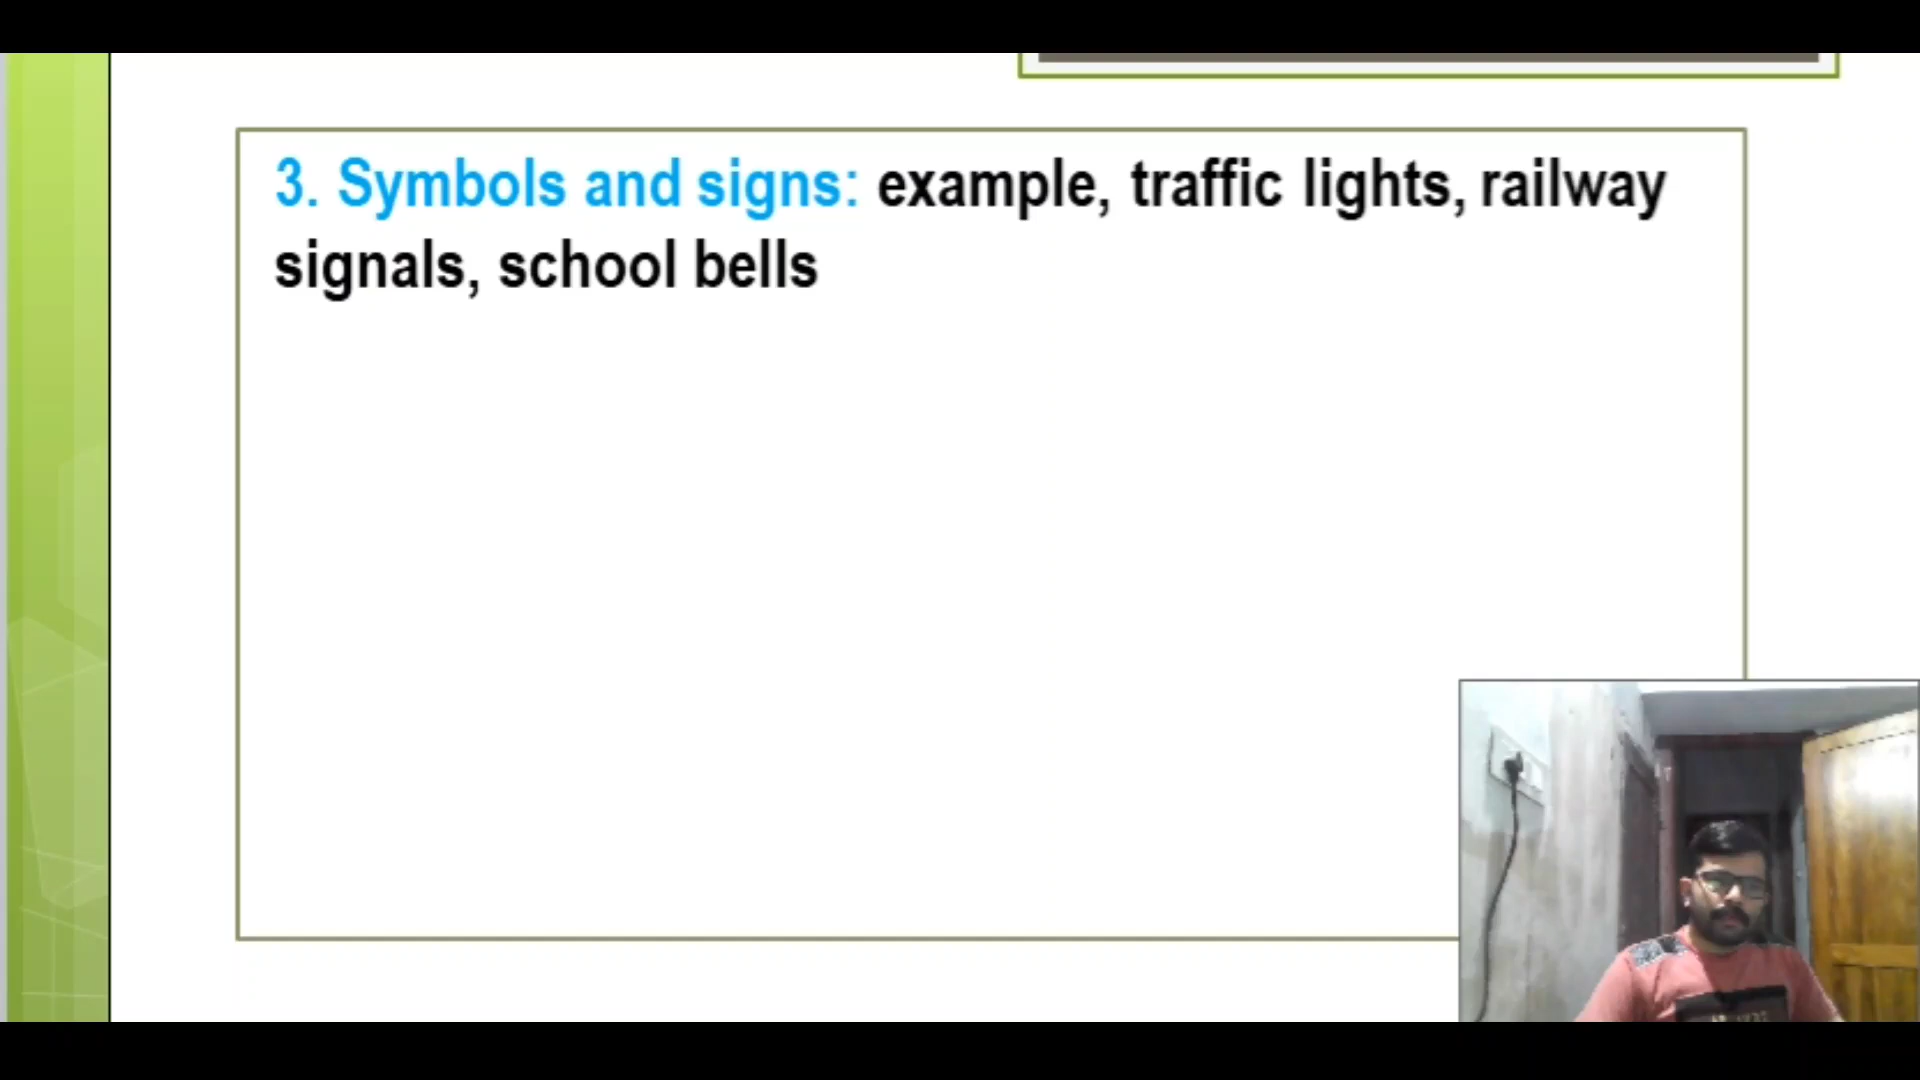 3. Symbols and signs: example, traffic lights, railway
signals, school bells